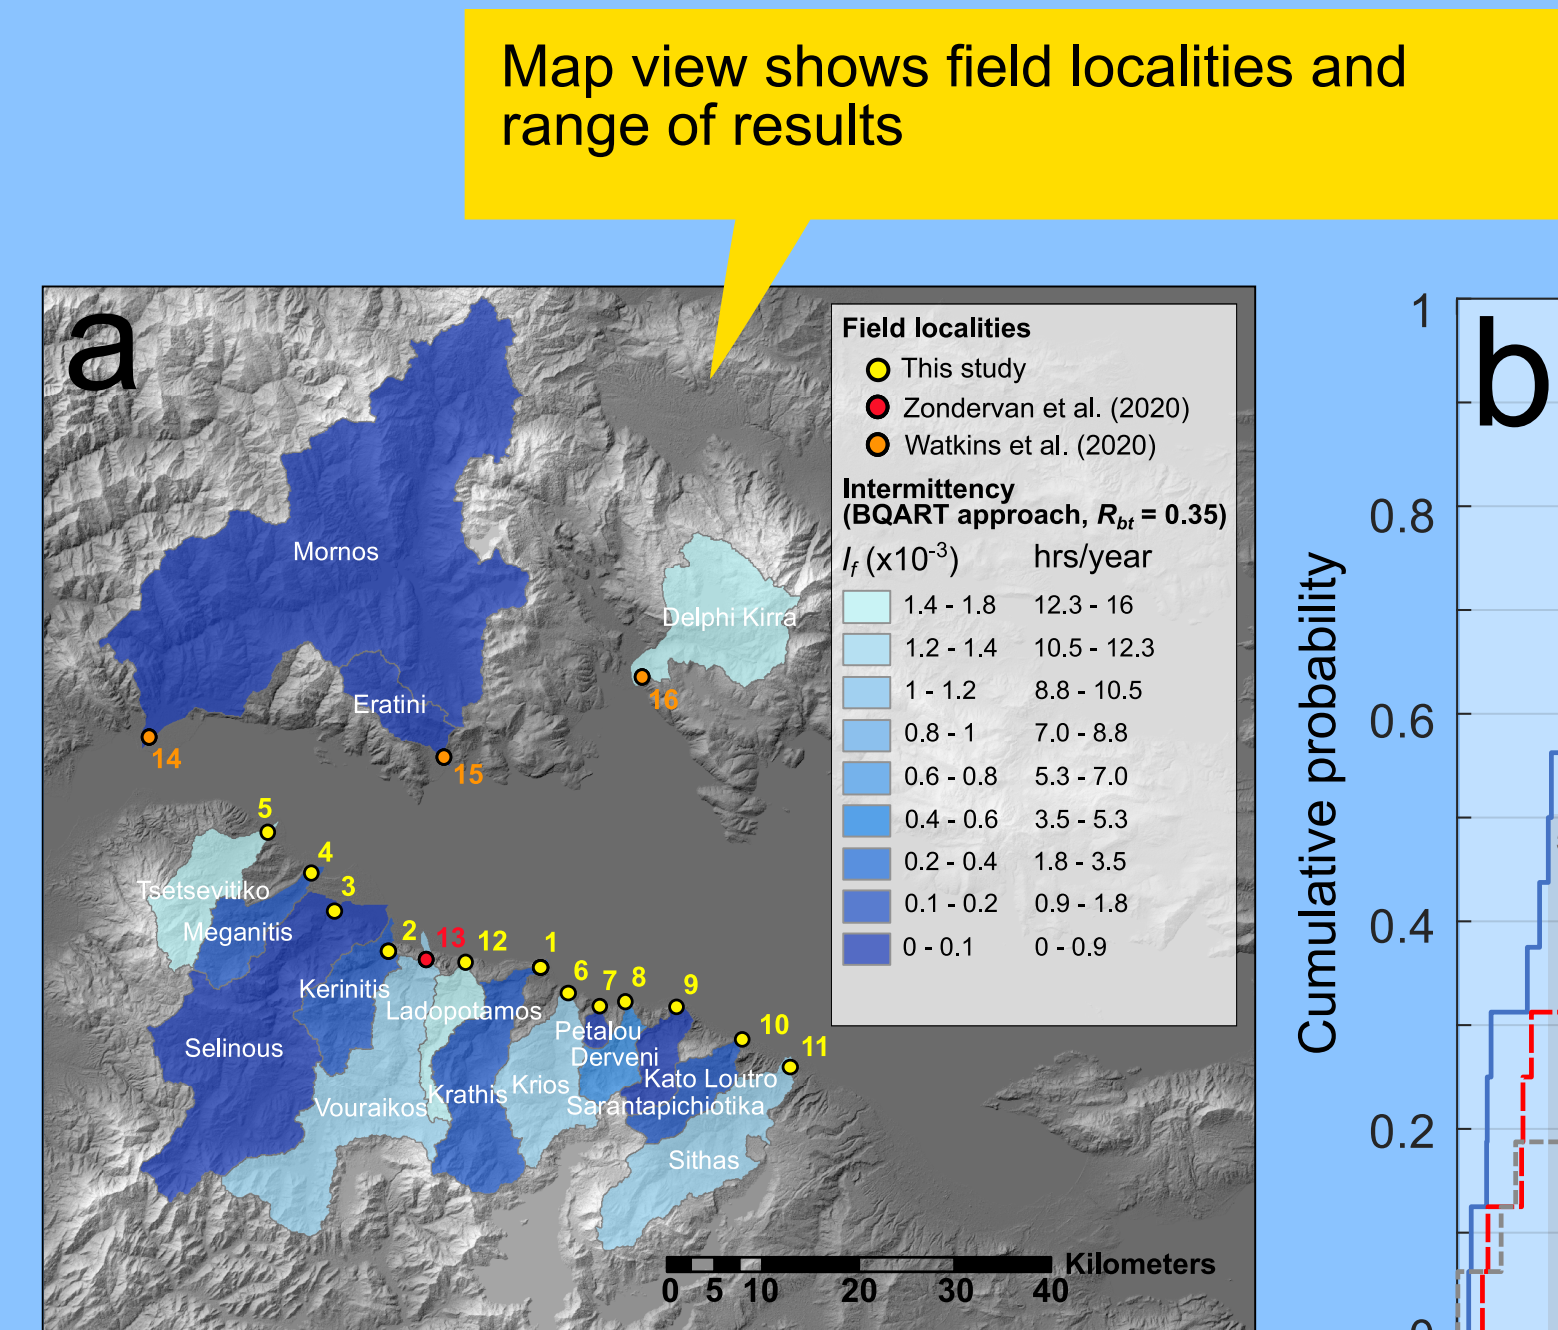 Map view shows field localities and
range of results
a
Field localities
This study
Zondervan et al. (2020)
Watkins et al. (2020)
Intermittency
(BQART approach, Rbt = 0.35)
If (x10-3) hrs/year
1.4 - 1.8 12.3 - 16
1.2 - 1.4 10.5 - 12.3
1 - 1.2 8.8 - 10.5
0.8 - 1 7.0 - 8.8
0.6 - 0.8 5.3 - 7.0
0.4 - 0.6 3.5 - 5.3
0.2 - 0.4 1.8 - 3.5
0.1 - 0.2 0.9 - 1.8
0 - 0.1 0 - 0.9
Mornos
Delphi Kirra
Eratini
16
14
15
5
4
Tsetsevitiko
3
Meganitis
2
13
12
1
Kerinitis
6
7
8
9
Ladopotamos
Petalou
10
Selinous
Derveni
11
Krios
Kato Loutro
Krathis
Vouraikos
Sarantapichiotika
Sithas
Kilometers
0 5 10 20 30 40
b
Cumulative probability
1
0.8
0.6
0.4
0.2
0